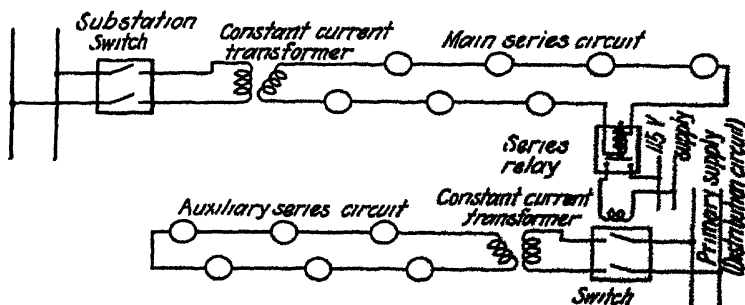 Substation
Switch
Constant current
transformer
Main series circuit
Series
relay
115 V
supply
Primary supply
(Distribution circuit)
Auxiliary series circuit
Constant current
transformer
Switch